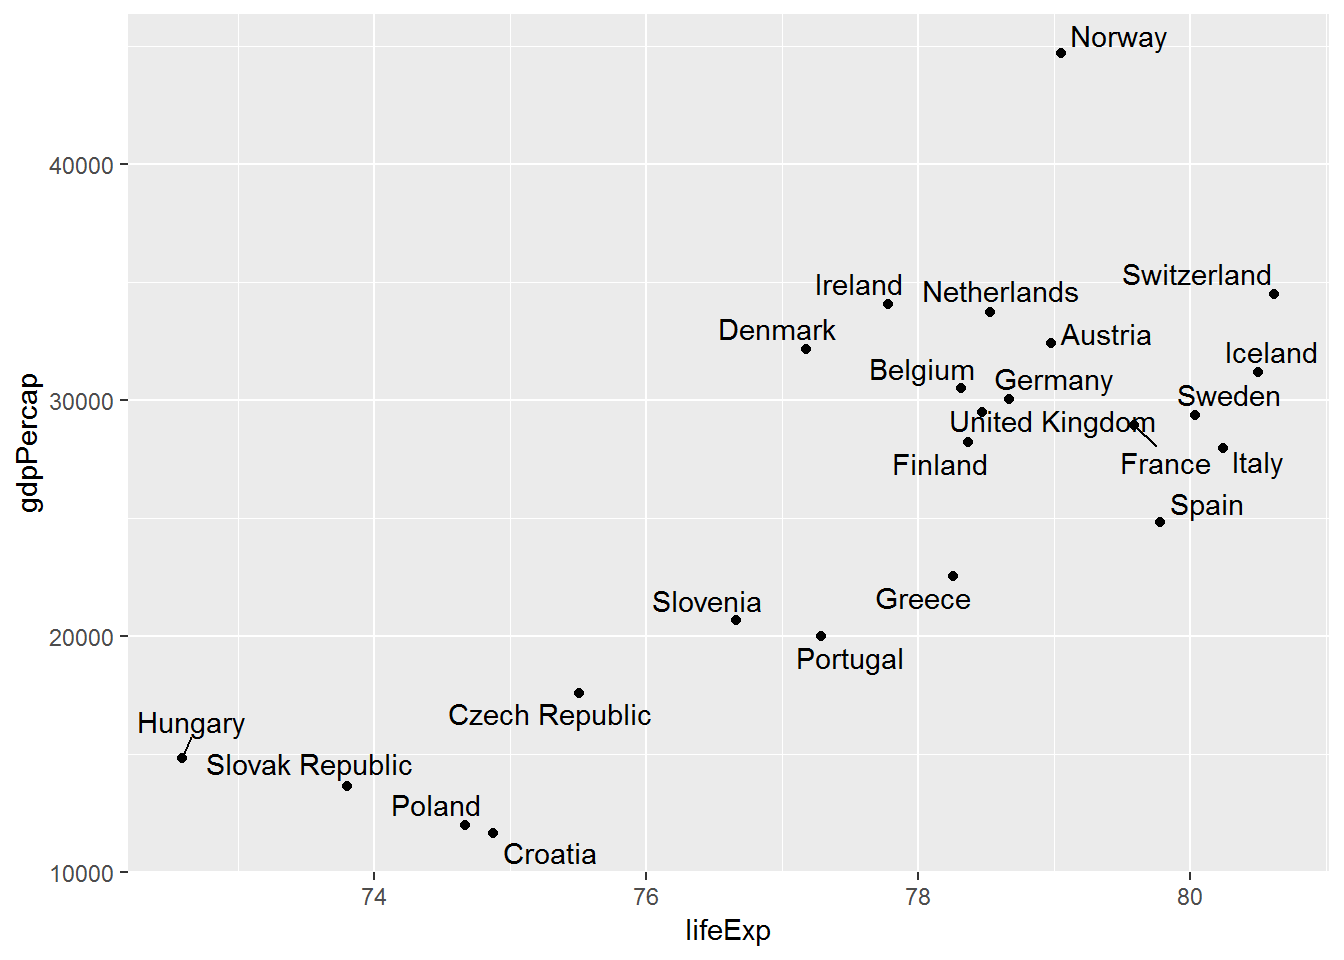 Norway
40000
Switzerland
Ireland
Netherlands
Denmark
Austria
Iceland
Belgium
Germany
Sweden
30000
United Kingdom
Finland
France
Italy
Spain
gdpPercap
Slovenia
Greece
20000
Portugal
Czech Republic
Hungary
Slovak Republic
Poland
Croatia
10000
74 76 78 80
lifeExp